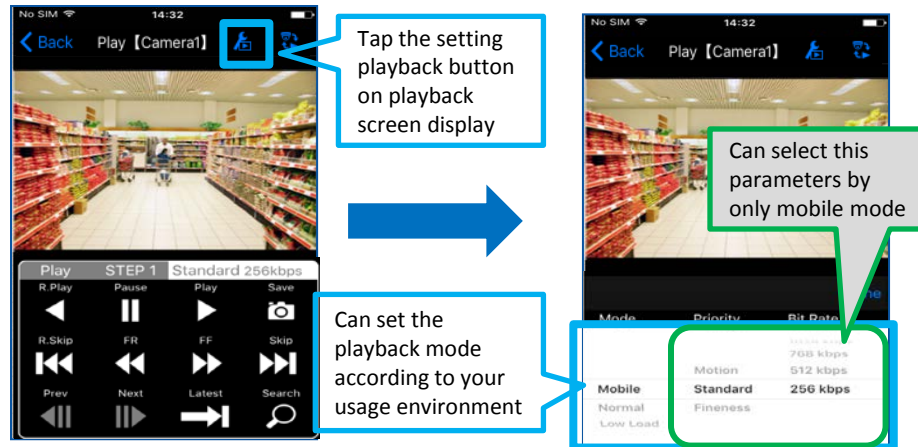 No SIM 14:32
Back Play【Camera1】
Tap the setting
playback button
on playback
screen display
Play STEP 1 Standard 256kbps
R.Play Pause Play Save
R.Skip FR FF Skip
Prev Next Latest Search
Can set the
playback mode
according to your
usage environment
No SIM 14:32
Back Play【Camera1】
Can select this
parameters by
only mobile mode
Mode Priority Bit Rate
768 kbps
Motion 512 kbps
Mobile Standard 256 kbps
Normal Fineness
Low Load